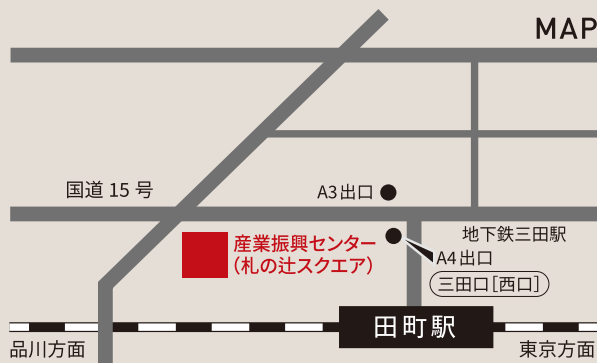 MAP
国道 15 号
A3出口
産業振興センター
(札の辻スクエア)
地下鉄三田駅
A4出口
三田口[西口]
田町駅
品川方面
東京方面